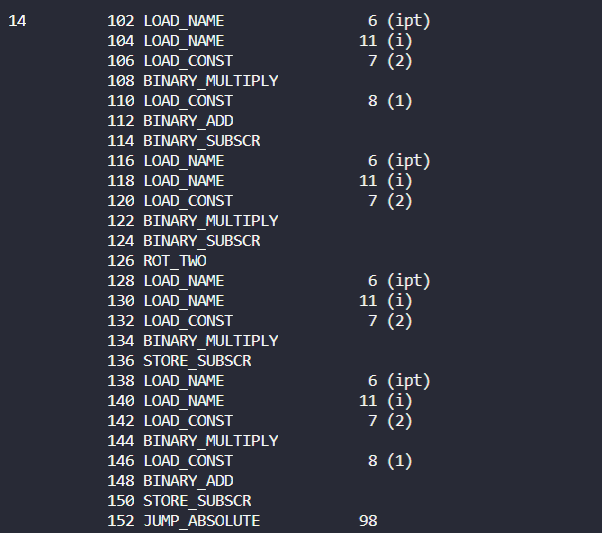 14 102 LOAD_NAME 6 (ipt)
104 LOAD_NAME 11 (i)
106 LOAD_CONST 7 (2)
108 BINARY_MULTIPLY
110 LOAD_CONST 8 (1)
112 BINARY_ADD
114 BINARY_SUBSCR
116 LOAD_NAME 6 (ipt)
118 LOAD_NAME 11 (i)
120 LOAD_CONST 7 (2)
122 BINARY_MULTIPLY
124 BINARY_SUBSCR
126 ROT_TWO
128 LOAD_NAME 6 (ipt)
130 LOAD_NAME 11 (i)
132 LOAD_CONST 7 (2)
134 BINARY_MULTIPLY
136 STORE_SUBSCR
138 LOAD_NAME 6 (ipt)
140 LOAD_NAME 11 (i)
142 LOAD_CONST 7 (2)
144 BINARY_MULTIPLY
146 LOAD_CONST 8 (1)
148 BINARY_ADD
150 STORE_SUBSCR
152 JUMP_ABSOLUTE 98